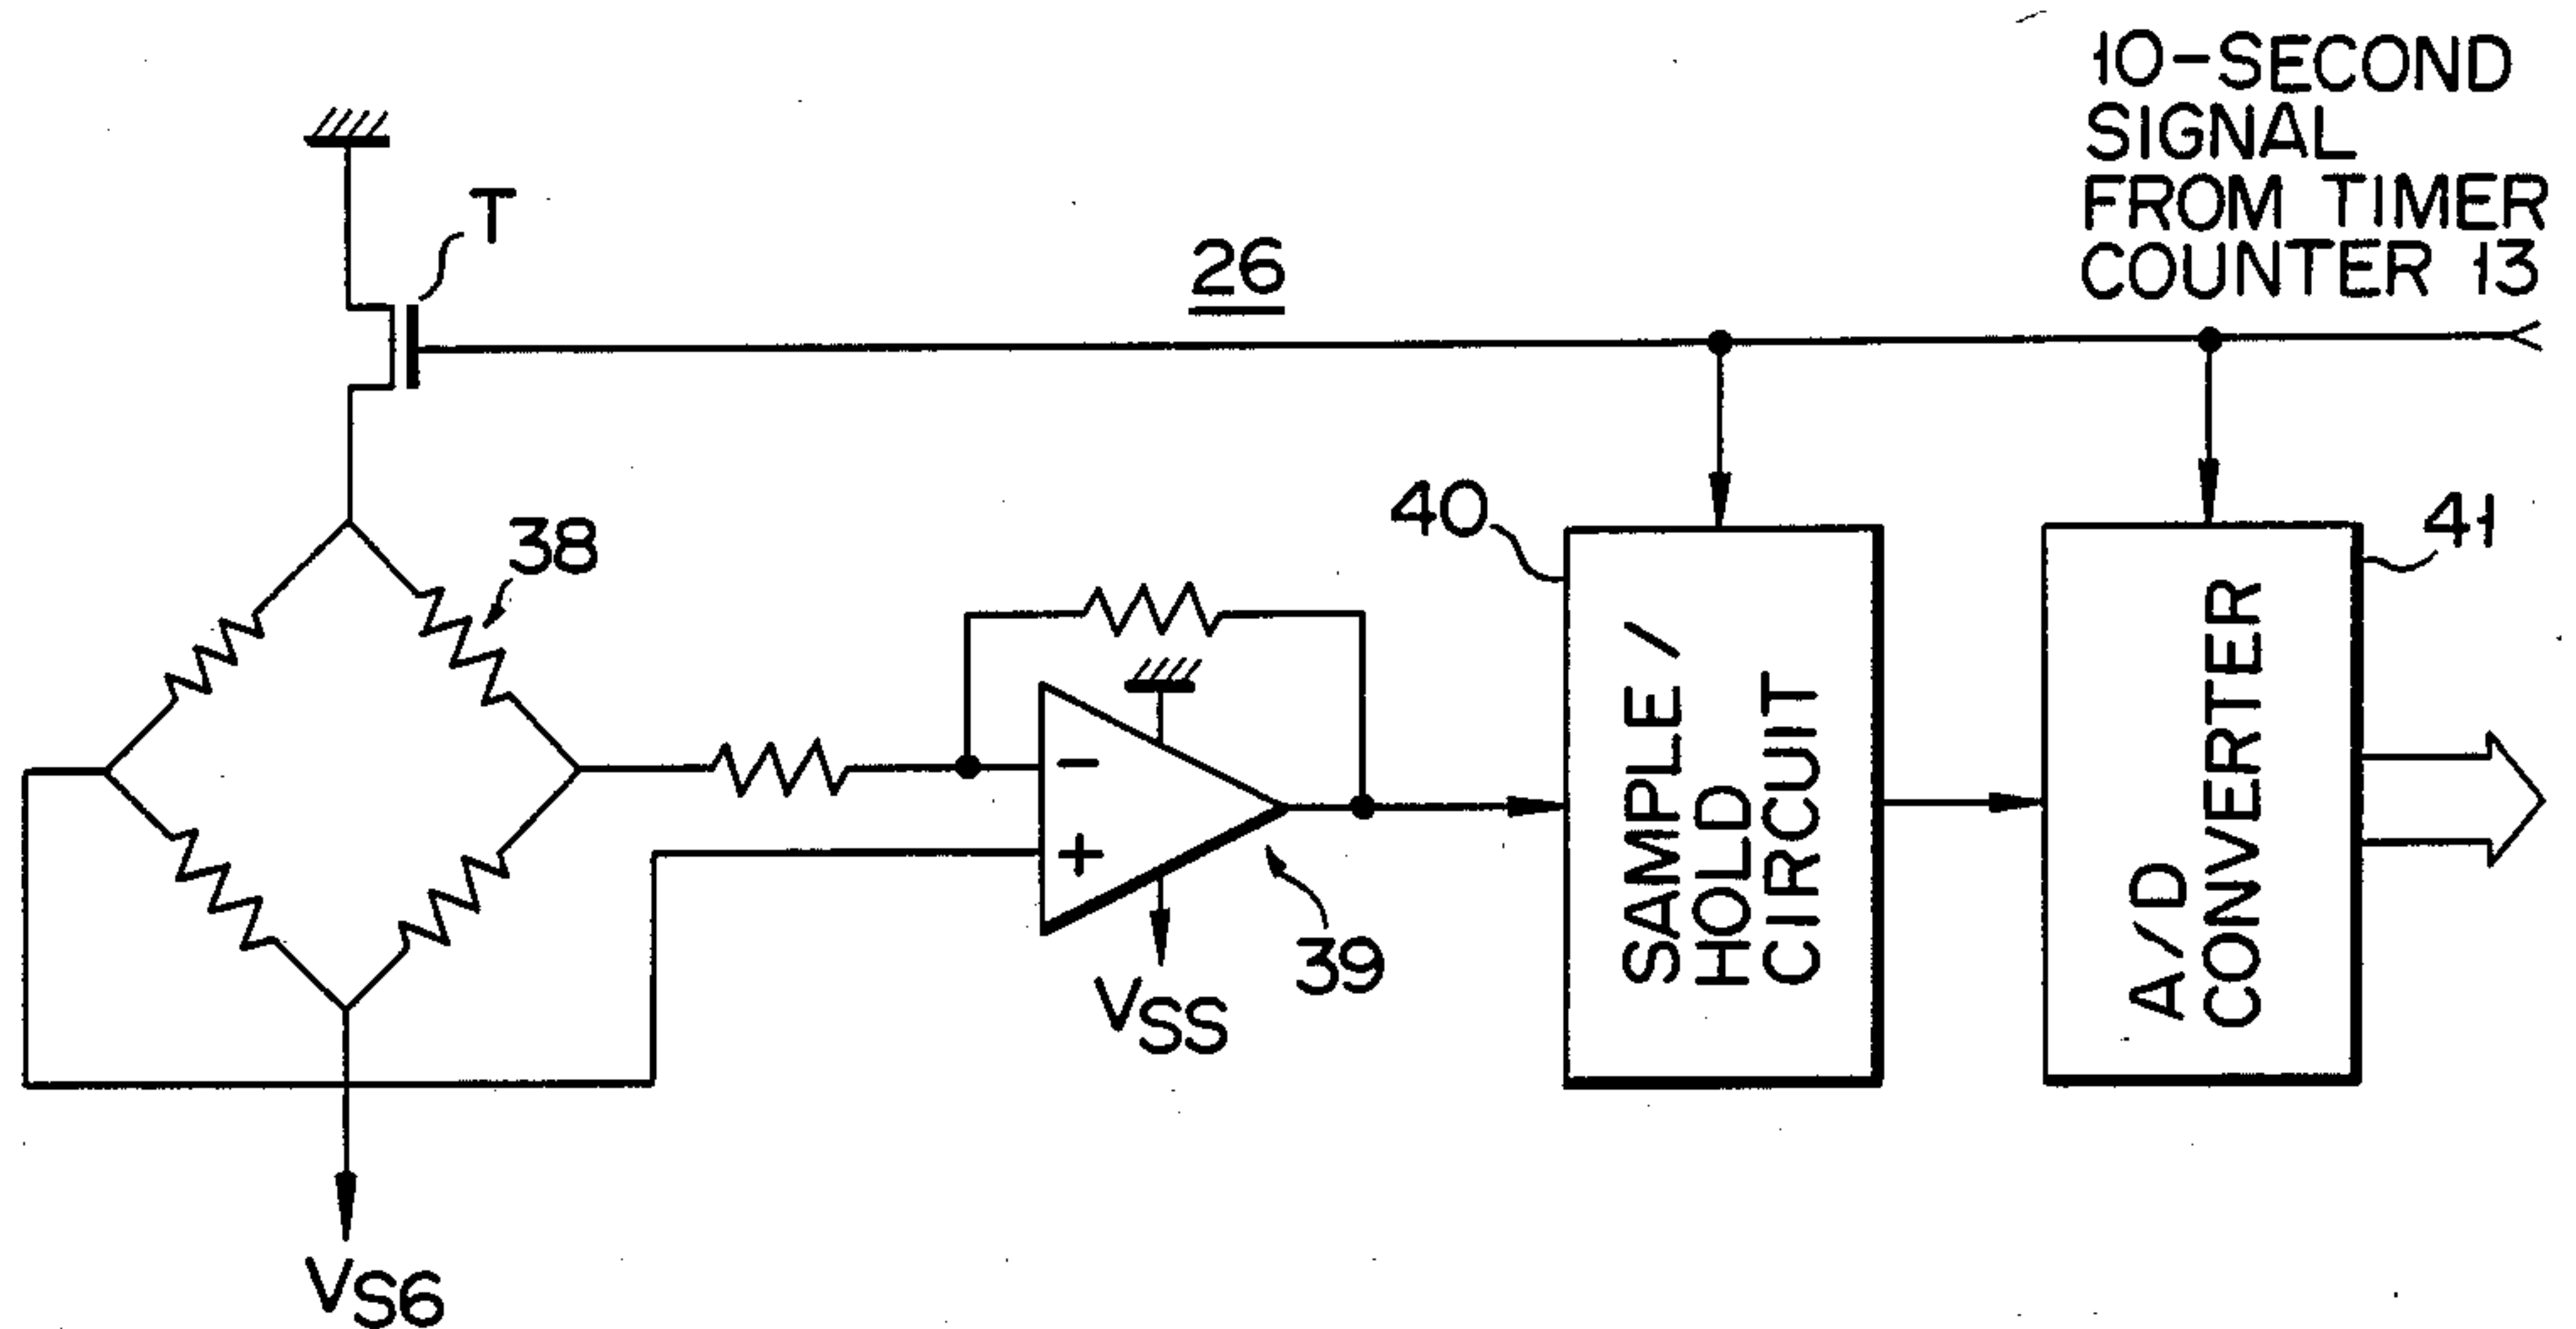 10-SECOND
SIGNAL
FROM TIMER
COUNTER 13
T
26
38
40
41
SAMPLE /
HOLD
CIRCUIT
A/D
CONVERTER
-
+
39
VSS
VS6